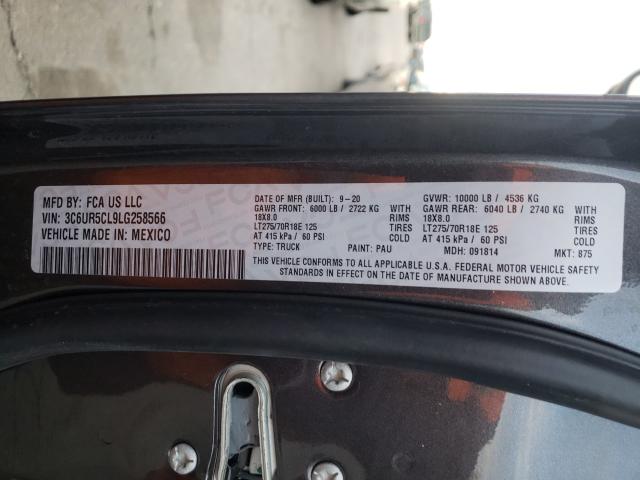 MFD BY: FCA US LLC
VIN: 3C6UR5CL9LG258566
VEHICLE MADE IN: MEXICO
DATE OF MFR (BUILT): 9-20
GAWR FRONT: 6000 LB / 2722 KG WITH
18X8.0 RIMS
LT275/70R18E 125 TIRES
AT 415 kPa / 60 PSI COLD
TYPE: TRUCK PAINT: PAU
GVWR: 10000 LB / 4536 KG
GAWR REAR: 6040 LB / 2740 KG WITH
18X8.0 RIMS
LT275/70R18E 125 TIRES
AT 415 kPa / 60 PSI COLD
MDH: 091814 MKT: 875
THIS VEHICLE CONFORMS TO ALL APPLICABLE U.S.A. FEDERAL MOTOR VEHICLE SAFETY
STANDARDS IN EFFECT ON THE DATE OF MANUFACTURE SHOWN ABOVE.